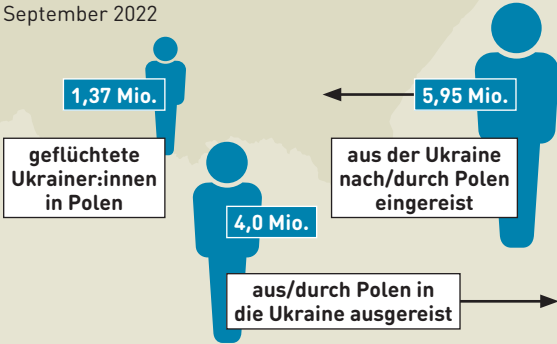 September 2022
1,37 Mio.
geflüchtete
Ukrainer:innen
in Polen
5,95 Mio.
aus der Ukraine
nach/durch Polen
eingereist
4,0 Mio.
aus/durch Polen in
die Ukraine ausgereist